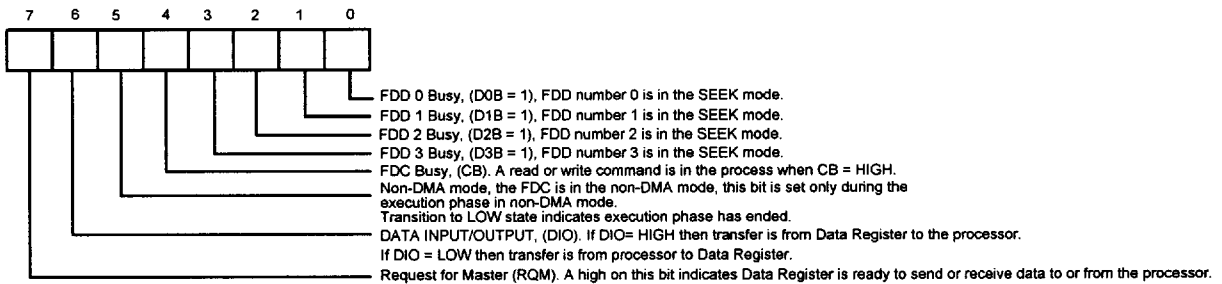 7 6 5 4 3 2 1 0
FDD 0 Busy, (D0B = 1), FDD number 0 is in the SEEK mode.
FDD 1 Busy, (D1B = 1), FDD number 1 is in the SEEK mode.
FDD 2 Busy, (D2B = 1), FDD number 2 is in the SEEK mode.
FDD 3 Busy, (D3B = 1), FDD number 3 is in the SEEK mode.
FDC Busy, (CB). A read or write command is in the process when CB = HIGH.
Non-DMA mode, the FDC is in the non-DMA mode, this bit is set only during the
execution phase in non-DMA mode.
Transition to LOW state indicates execution phase has ended.
DATA INPUT/OUTPUT, (DIO). If DIO= HIGH then transfer is from Data Register to the processor.
If DIO = LOW then transfer is from processor to Data Register.
Request for Master (RQM). A high on this bit indicates Data Register is ready to send or receive data to or from the processor.